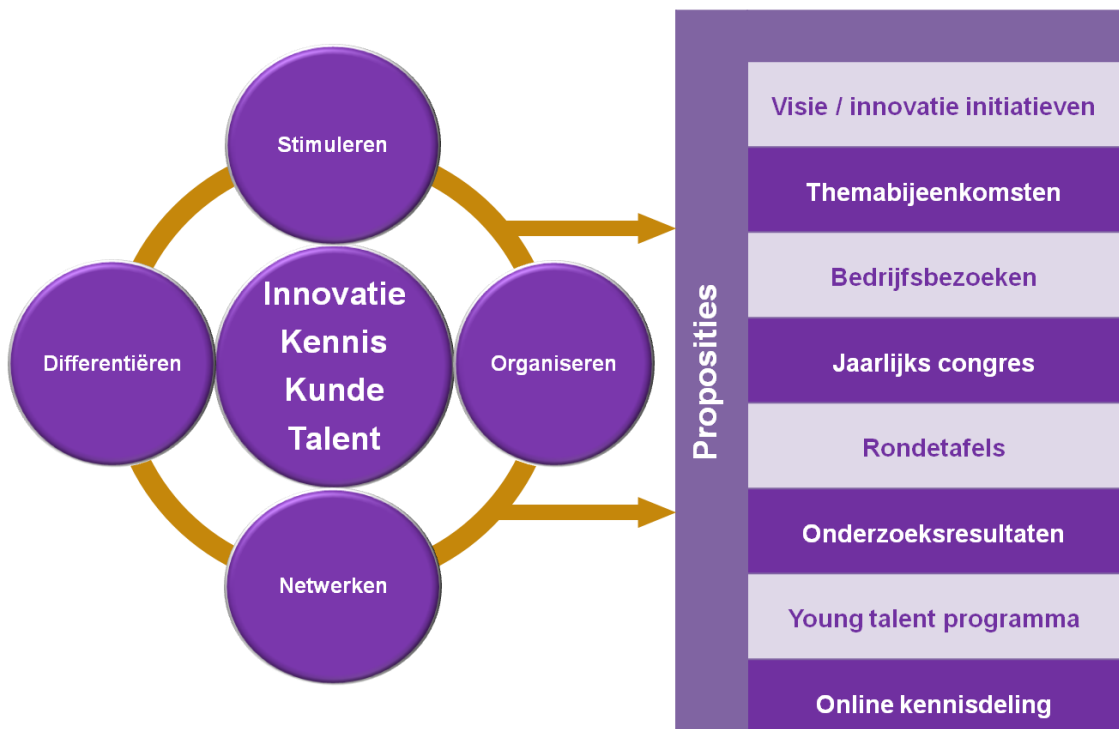 Stimuleren
Differentiëren
Innovatie
Kennis
Kunde
Talent
Organiseren
Netwerken
Proposities
Visie / innovatie initiatieven
Themabijeenkomsten
Bedrijfsbezoeken
Jaarlijks congres
Rondetafels
Onderzoeksresultaten
Young talent programma
Online kennisdeling